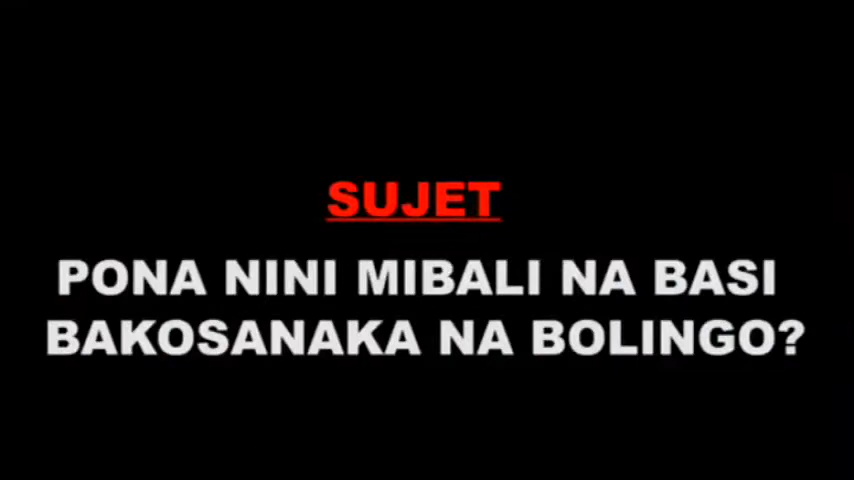 SUJET
PONA NINI MIBALI NA BASI
BAKOSANAKA NA BOLINGO?